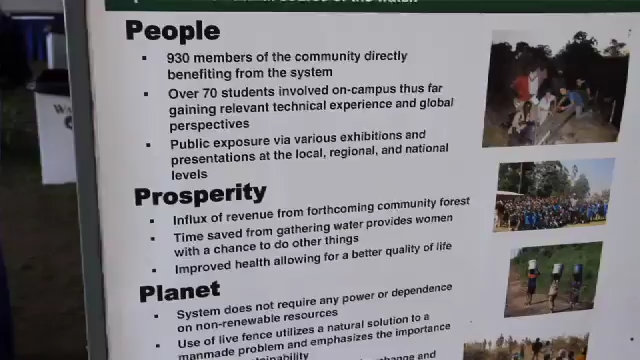 People
▪ 930 members of the community directly
benefiting from the system
▪ Over 70 students involved on-campus thus far
gaining relevant technical experience and global
perspectives
▪ Public exposure via various exhibitions and
presentations at the local, regional, and national
levels
Prosperity
▪ Influx of revenue from forthcoming community forest
▪ Time saved from gathering water provides women
with a chance to do other things
▪ Improved health allowing for a better quality of life
Planet
▪ System does not require any power or dependence
on non-renewable resources
▪ Use of live fence utilizes a natural solution to a
manmade problem and emphasizes the importance